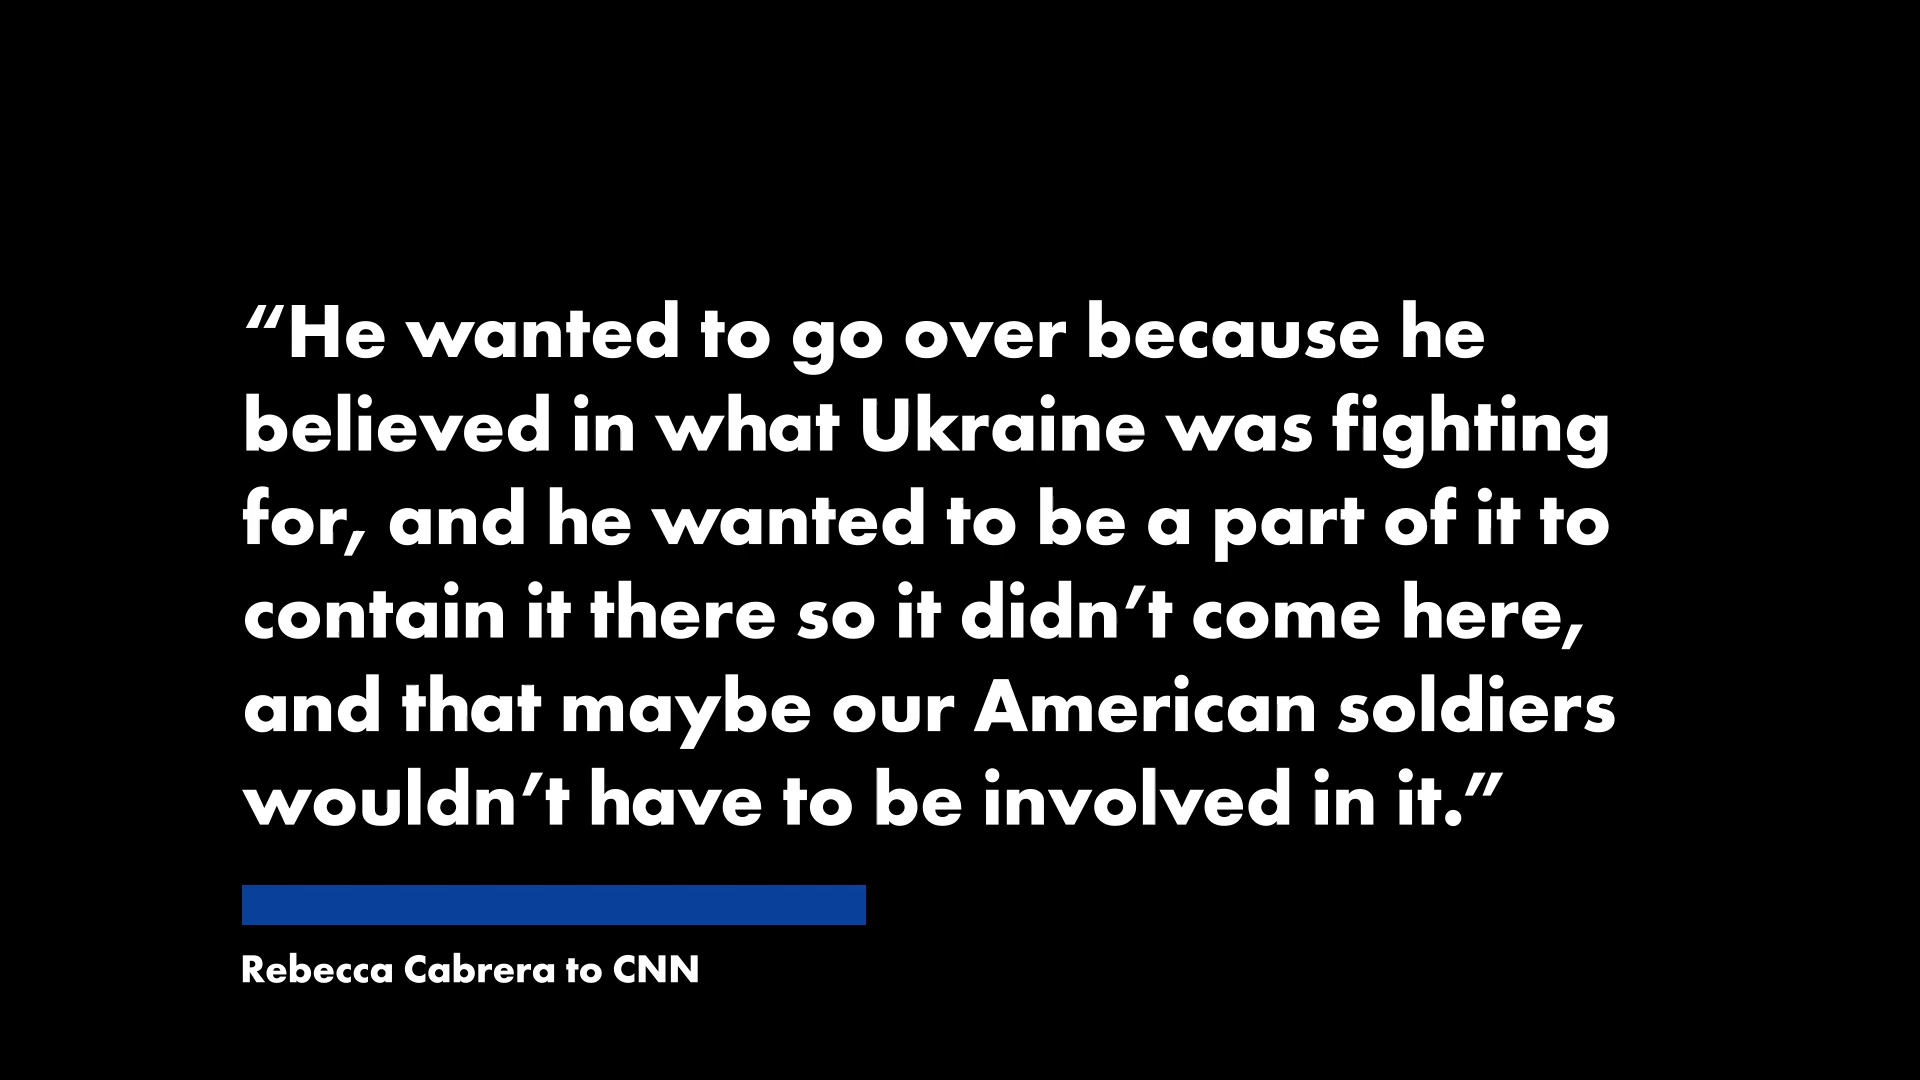 “He wanted to go over because he
believed in what Ukraine was fighting
for, and he wanted to be a part of it to
contain it there so it didn’t come here,
and that maybe our American soldiers
wouldn’t have to be involved in it.”
Rebecca Cabrera to CNN